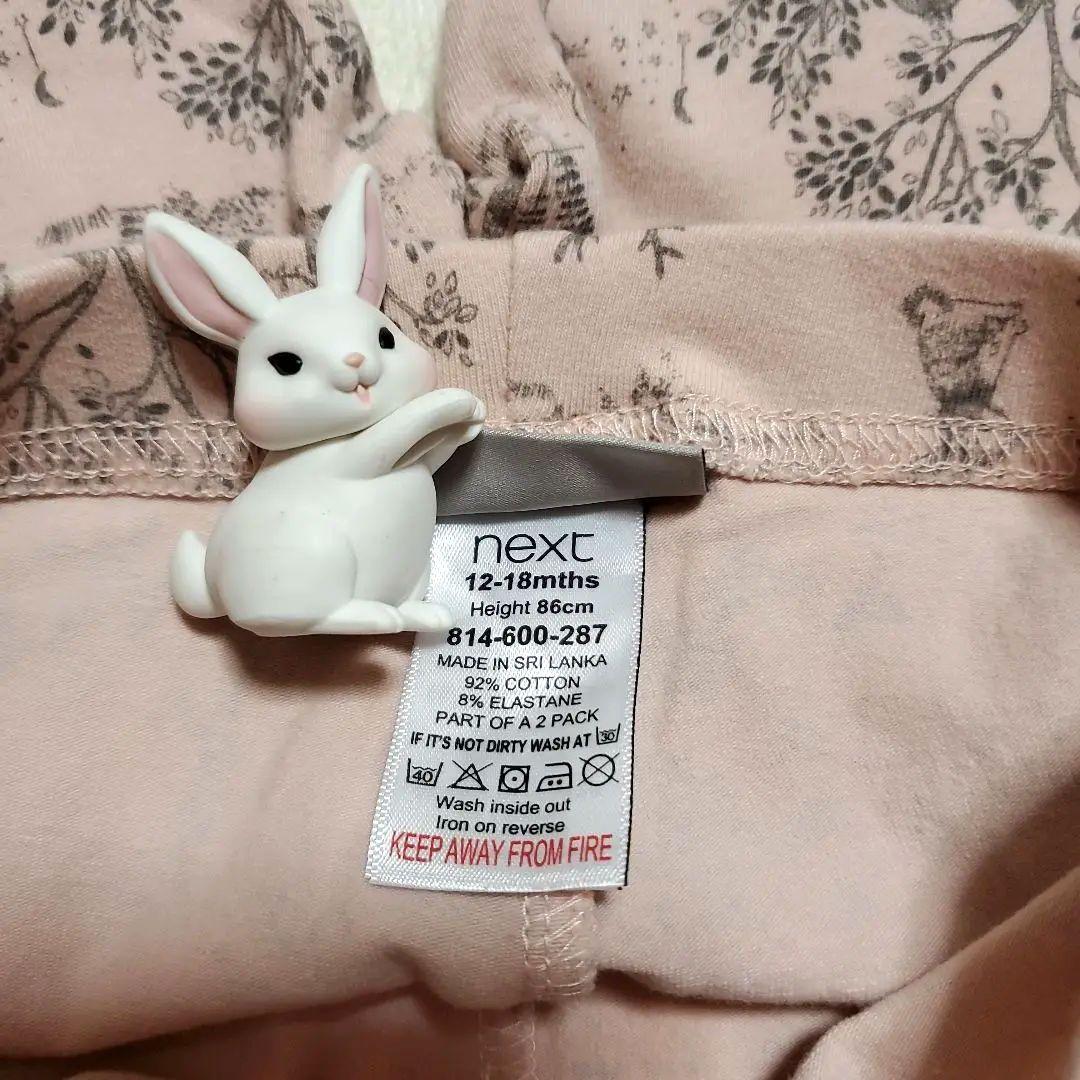 next
12-18mths
Height 86cm
814-600-287
MADE IN SRI LANKA
92% COTTON
8% ELASTANE
PART OF A 2 PACK
IF IT'S NOT DIRTY WASH AT 30
40
Wash inside out
Iron on reverse
KEEP AWAY FROM FIRE